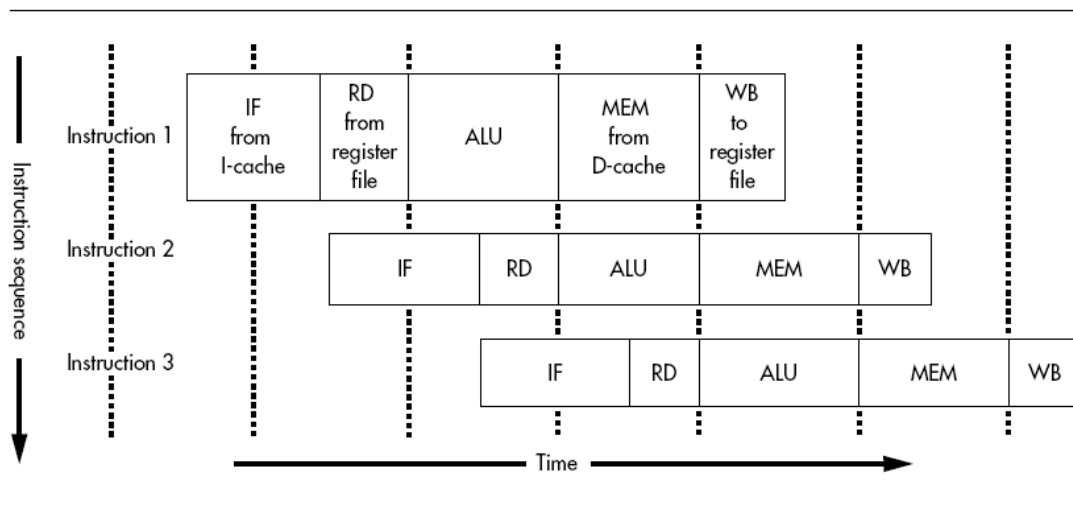 Instruction sequence
Instruction 1
IF
from
I-cache
RD
from
register
file
ALU
MEM
from
D-cache
WB
to
register
file
Instruction 2
IF
RD
ALU
MEM
WB
Instruction 3
IF
RD
ALU
MEM
WB
Time